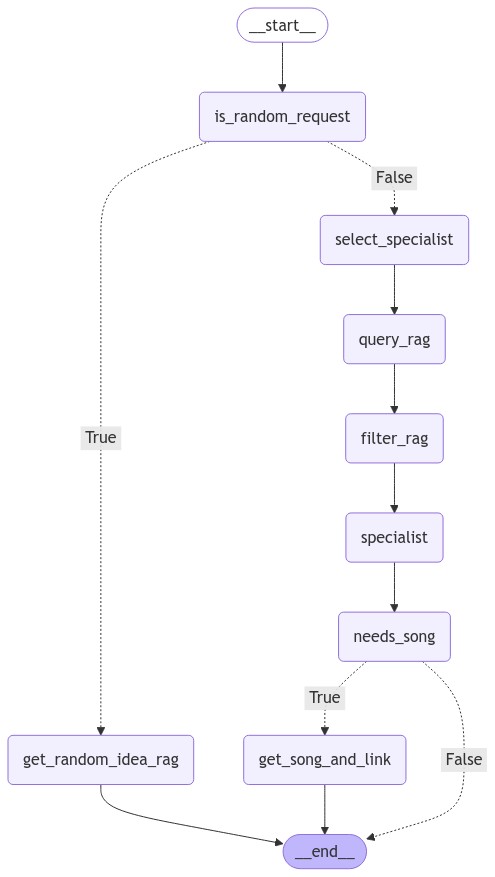 __start__
is_random_request
False
select_specialist
query_rag
filter_rag
True
specialist
needs_song
True
get_random_idea_rag
get_song_and_link
False
__end__